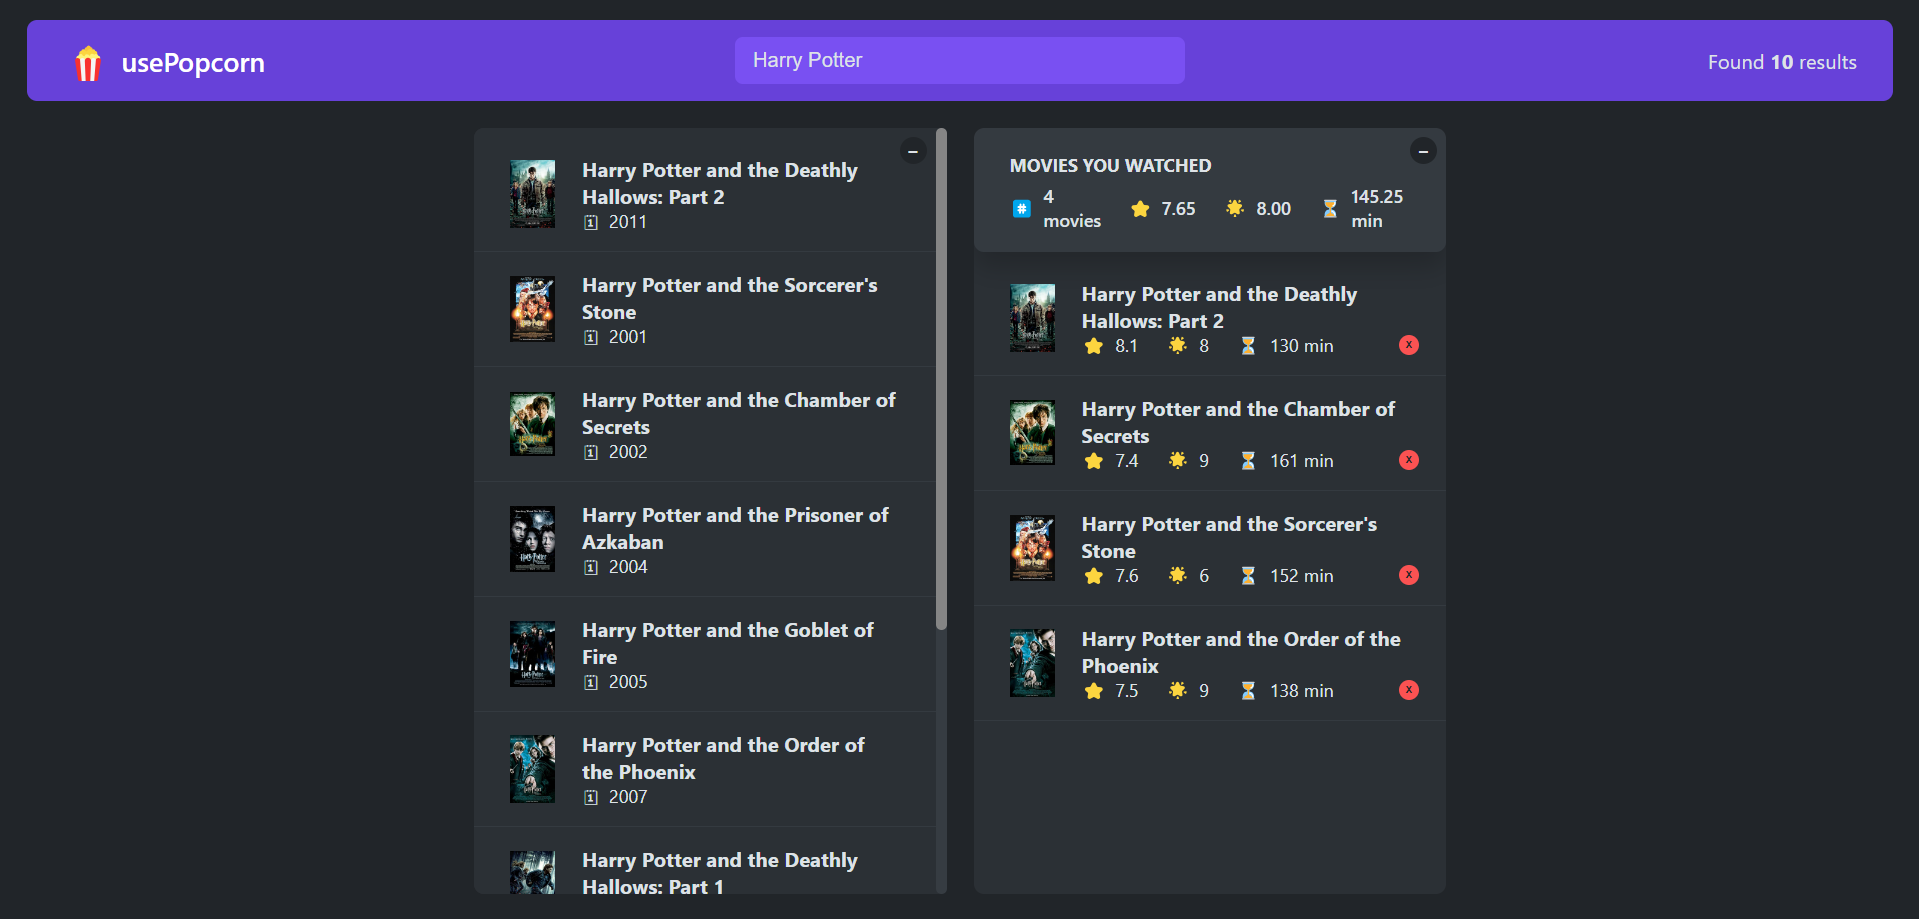 usePopcorn
Harry Potter
Found 10 results
Harry Potter and the Deathly
Hallows: Part 2
2011
Harry Potter and the Sorcerer's
Stone
2001
Harry Potter and the Chamber of
Secrets
2002
Harry Potter and the Prisoner of
Azkaban
2004
Harry Potter and the Goblet of
Fire
2005
Harry Potter and the Order of
the Phoenix
2007
Harry Potter and the Deathly
Hallows: Part 1
MOVIES YOU WATCHED
4 movies 7.65 8.00 145.25 min
Harry Potter and the Deathly
Hallows: Part 2
8.1 8 130 min X
Harry Potter and the Chamber of
Secrets
7.4 9 161 min X
Harry Potter and the Sorcerer's
Stone
7.6 6 152 min X
Harry Potter and the Order of the
Phoenix
7.5 9 138 min X